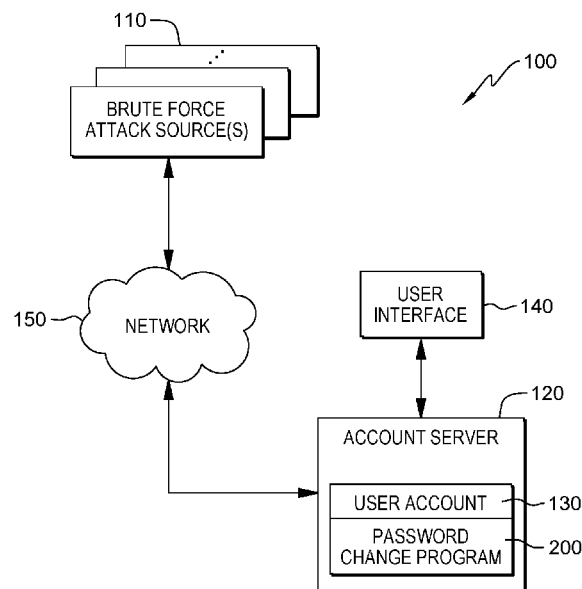 110
100
BRUTE FORCE
ATTACK SOURCE(S)
150
NETWORK
USER
INTERFACE
140
120
ACCOUNT SERVER
USER ACCOUNT
130
PASSWORD
CHANGE PROGRAM
200